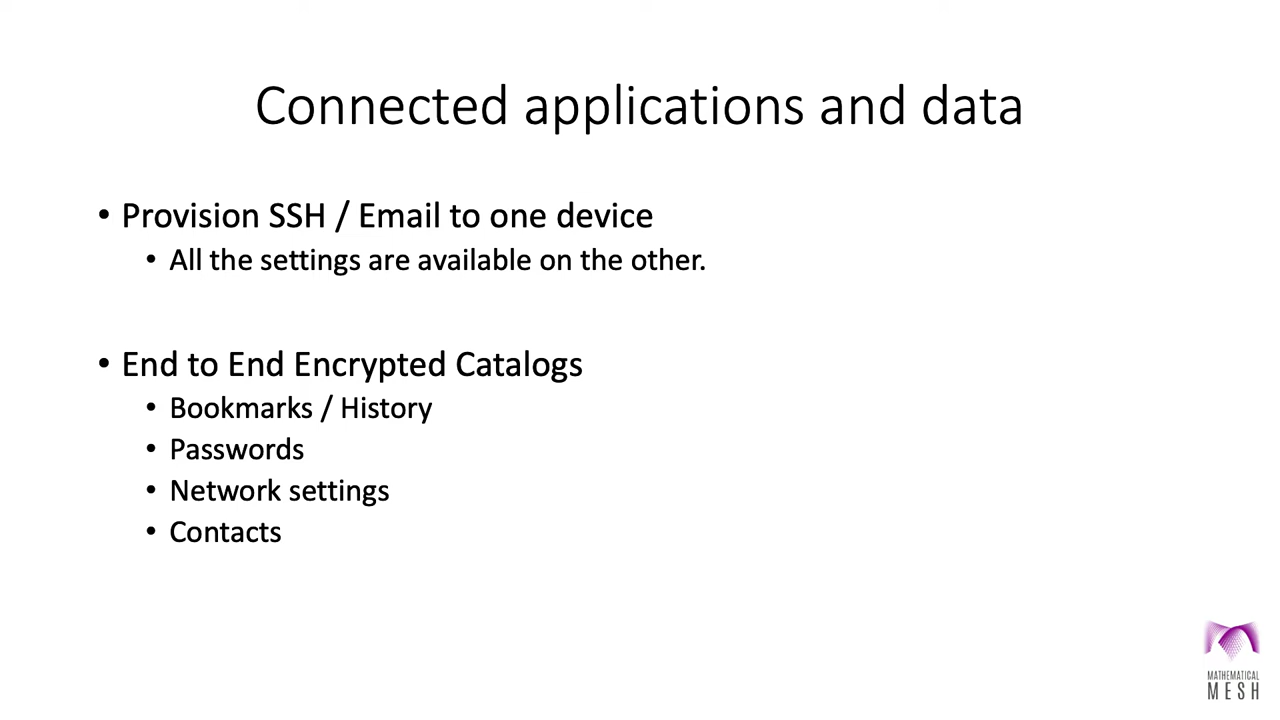 Connected applications and data
• Provision SSH / Email to one device
• All the settings are available on the other.
• End to End Encrypted Catalogs
• Bookmarks / History
• Passwords
• Network settings
• Contacts
MATHEMATICAL
MESH